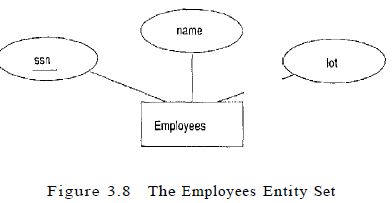 name
ssn
lot
Employees
Figure 3.8 The Employees Entity Set